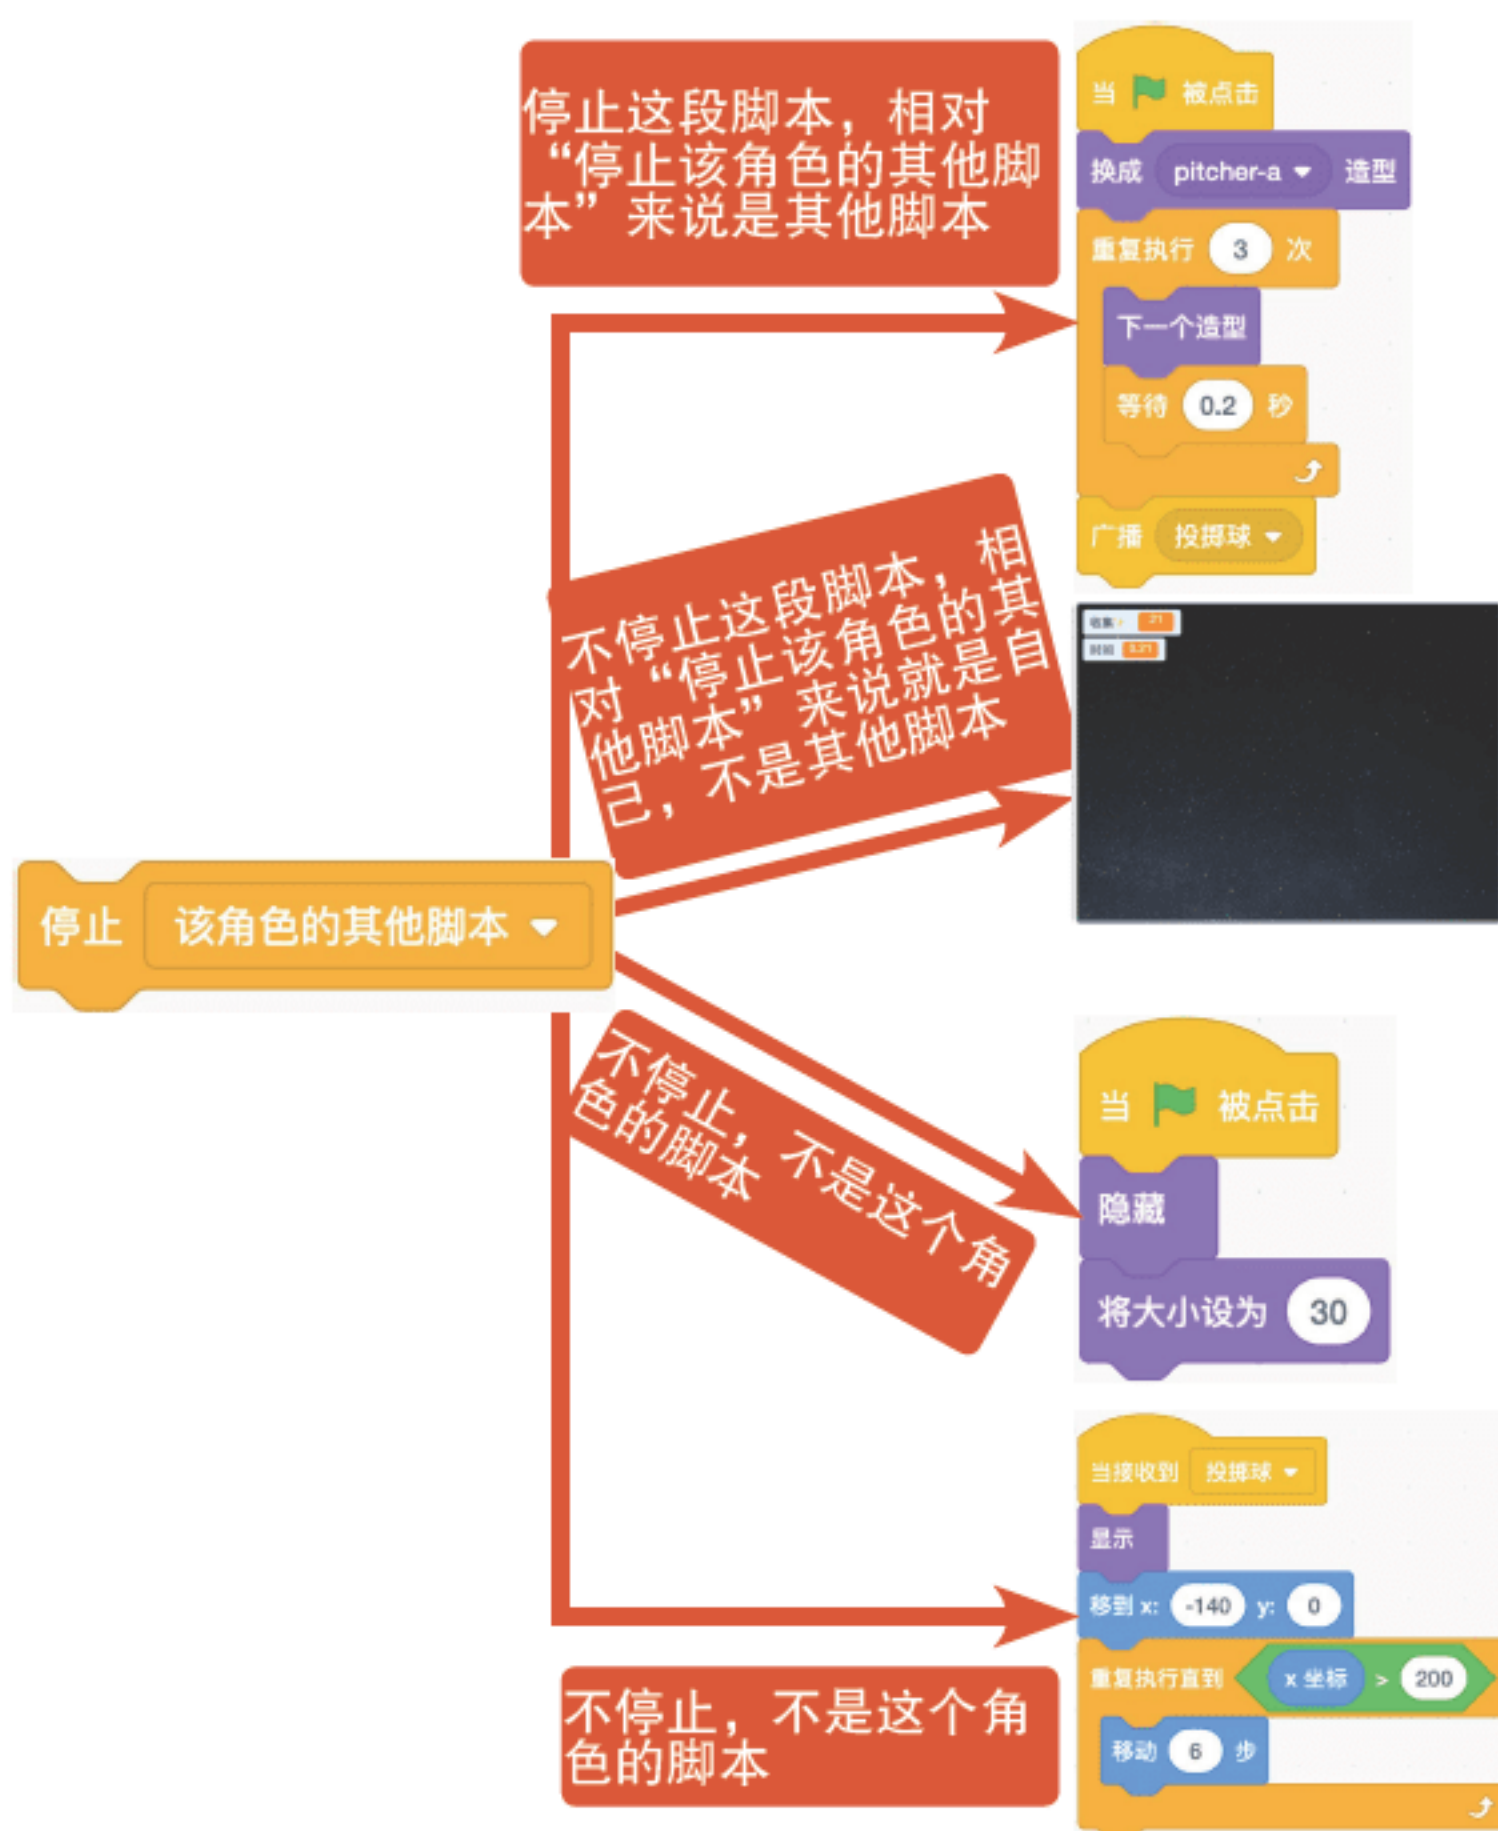 停止这段脚本，相对
“停止该角色的其他脚
本”来说是其他脚本
当 被点击
换成 pitcher-a 造型
重复执行 3 次
下一个造型
等待 0.2 秒
广播 投掷球
不停止这段脚本，相
对“停止该角色的其
他脚本”来说就是自
己，不是其他脚本
收集 21
时间
停止 该角色的其他脚本
不停止，不是这个角
色的脚本
当 被点击
隐藏
将大小设为 30
当接收到 投掷球
显示
移到 x: -140 y: 0
重复执行直到 x 坐标 > 200
移动 6 步
不停止，不是这个角
色的脚本